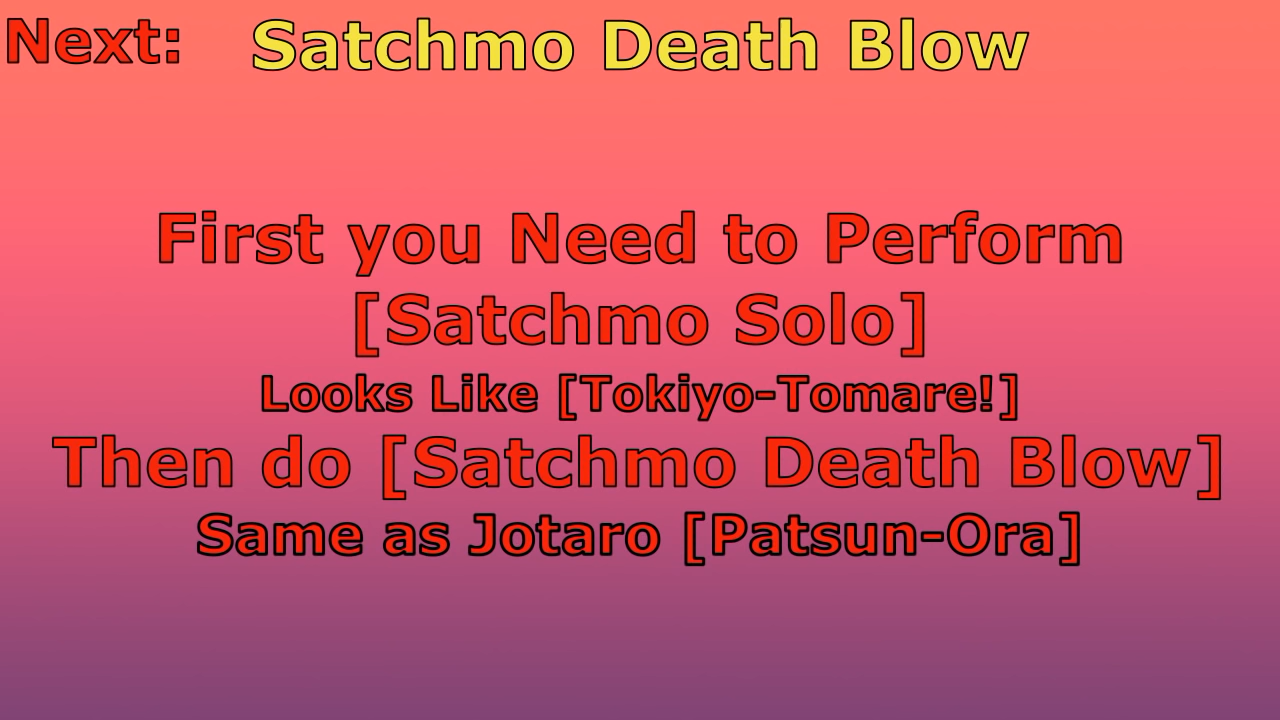 Next: Satchmo Death Blow
First you Need to Perform
[Satchmo Solo]
Looks Like [Tokiyo-Tomare!]
Then do [Satchmo Death Blow]
Same as Jotaro [Patsun-Ora]